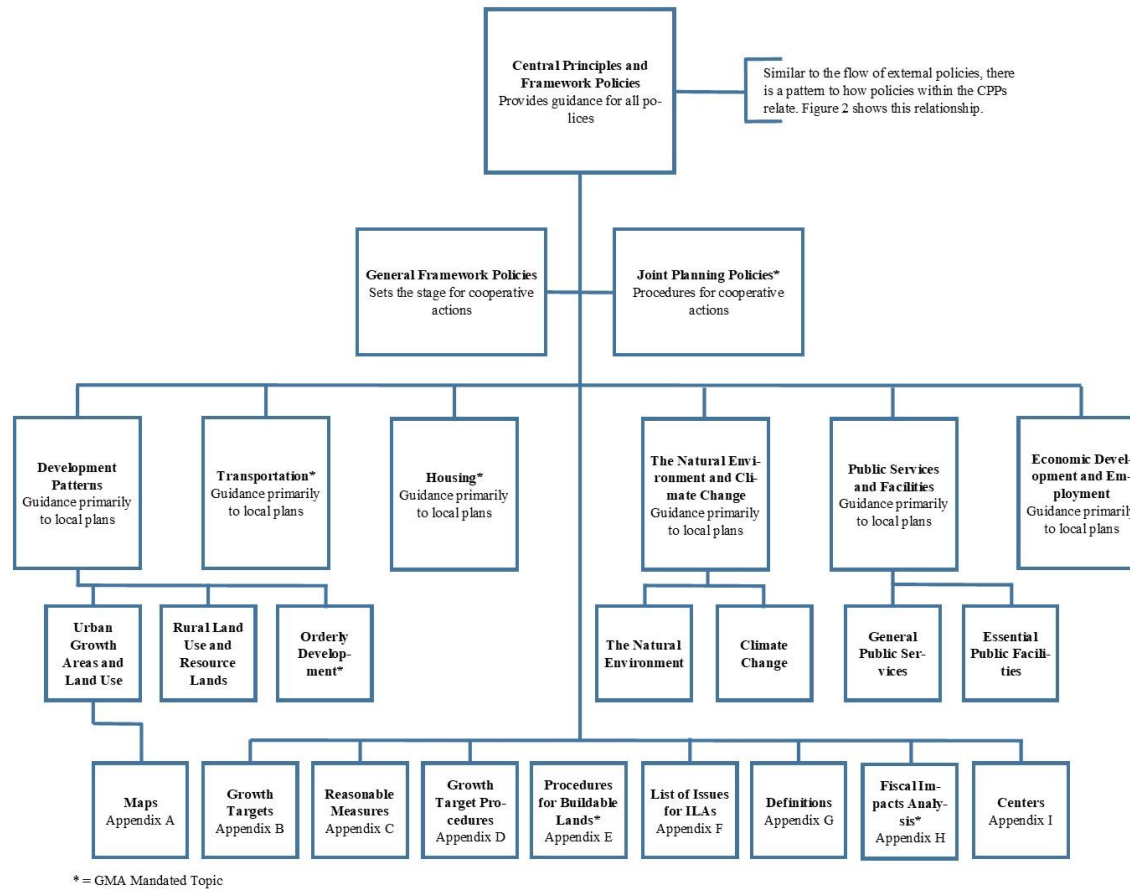 Central Principles and
Framework Policies
Provides guidance for all po-
lices
Similar to the flow of external policies, there
is a pattern to how policies within the CPPs
relate. Figure 2 shows this relationship.
General Framework Policies
Sets the stage for cooperative
actions
Joint Planning Policies*
Procedures for cooperative
actions
Development
Patterns
Guidance primarily
to local plans
Transportation*
Guidance primarily
to local plans
Housing*
Guidance primarily
to local plans
The Natural Envi-
ronment and Cli-
mate Change
Guidance primarily
to local plans
Public Services
and Facilities
Guidance primarily
to local plans
Economic Devel-
opment and Em-
ployment
Guidance primarily
to local plans
Urban
Growth
Areas and
Land Use
Rural Land
Use and
Resource
Lands
Orderly
Develop-
ment*
The Natural
Environment
Climate
Change
General
Public Ser-
vices
Essential
Public Facili-
ties
Maps
Appendix A
Growth
Targets
Appendix B
Reasonable
Measures
Appendix C
Growth
Target Pro-
cedures
Appendix D
Procedures
for Buildable
Lands*
Appendix E
List of Issues
for ILAs
Appendix F
Definitions
Appendix G
Fiscal Im-
pacts Analy-
sis*
Appendix H
Centers
Appendix I
* = GMA Mandated Topic